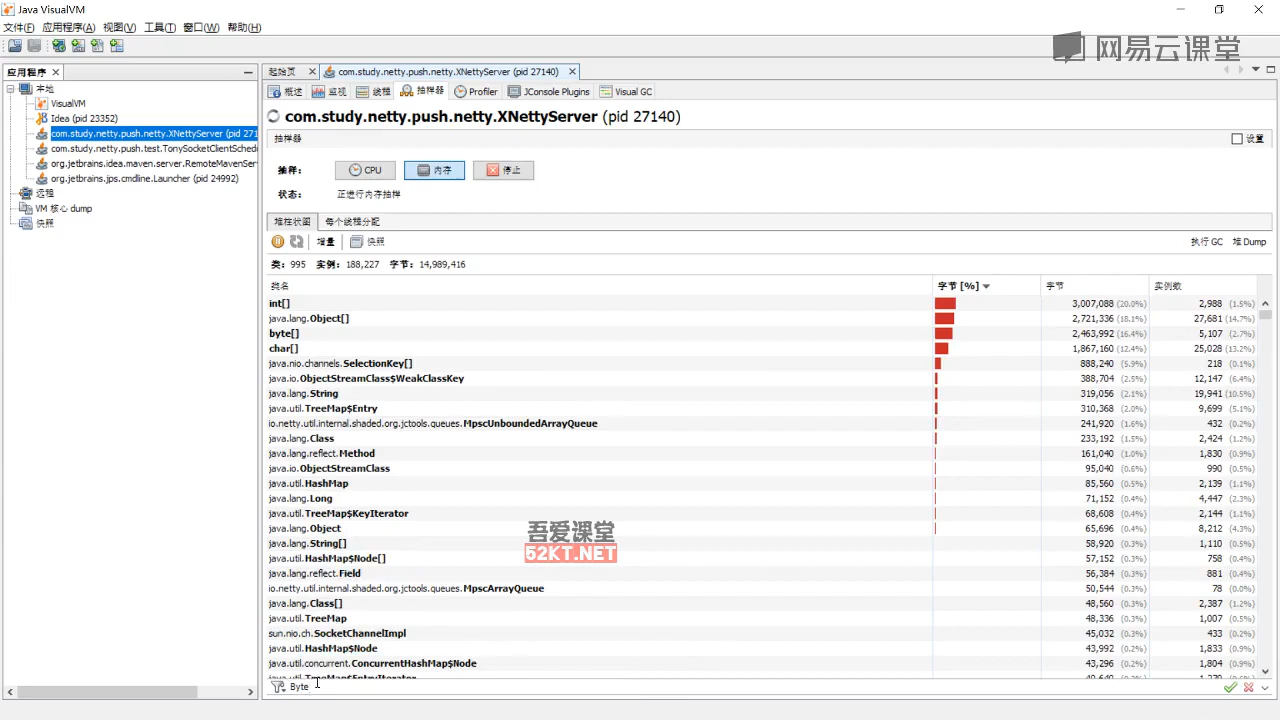 Java VisualVM
文件(F) 应用程序(A) 视图(V) 工具(T) 窗口(W) 帮助(H)
网易云课堂
应用程序
起始页 com.study.netty.push.netty.XNettyServer (pid 27140)
本地
VisualVM
Idea (pid 23352)
com.study.netty.push.netty.XNettyServer (pid 271
com.study.netty.push.test.TonySocketClientSched
org.jetbrains.idea.maven.server.RemoteMavenSer
org.jetbrains.jps.cmdline.Launcher (pid 24992)
远程
VM 核心 dump
快照
概述 监视 线程 抽样器 Profiler JConsole Plugins Visual GC
com.study.netty.push.netty.XNettyServer (pid 27140)
抽样器 设置
抽样: CPU 内存 停止
状态: 正进行内存抽样
堆柱状图 每个线程分配
增量 快照 执行 GC 堆 Dump
类: 995 实例: 188,227 字节: 14,989,416
类名 字节 [%] 字节 实例数
int[] 3,007,088 (20.0%) 2,988 (1.5%)
java.lang.Object[] 2,721,336 (18.1%) 27,681 (14.7%)
byte[] 2,463,992 (16.4%) 5,107 (2.7%)
char[] 1,867,160 (12.4%) 25,028 (13.2%)
java.nio.channels.SelectionKey[] 888,240 (5.9%) 218 (0.1%)
java.io.ObjectStreamClass$WeakClassKey 388,704 (2.5%) 12,147 (6.4%)
java.lang.String 319,056 (2.1%) 19,941 (10.5%)
java.util.TreeMap$Entry 310,368 (2.0%) 9,699 (5.1%)
io.netty.util.internal.shaded.org.jctools.queues.MpscUnboundedArrayQueue 241,920 (1.6%) 432 (0.2%)
java.lang.Class 233,192 (1.5%) 2,424 (1.2%)
java.lang.reflect.Method 161,040 (1.0%) 1,830 (0.9%)
java.io.ObjectStreamClass 95,040 (0.6%) 990 (0.5%)
java.util.HashMap 85,560 (0.5%) 2,139 (1.1%)
java.lang.Long 71,152 (0.4%) 4,447 (2.3%)
java.util.TreeMap$KeyIterator 68,608 (0.4%) 2,144 (1.1%)
java.lang.Object 65,696 (0.4%) 8,212 (4.3%)
java.lang.String[] 58,920 (0.3%) 1,110 (0.5%)
java.util.HashMap$Node[] 57,152 (0.3%) 758 (0.4%)
java.lang.reflect.Field 56,384 (0.3%) 881 (0.4%)
io.netty.util.internal.shaded.org.jctools.queues.MpscArrayQueue 50,544 (0.3%) 78 (0.0%)
java.lang.Class[] 48,560 (0.3%) 2,387 (1.2%)
java.util.TreeMap 48,336 (0.3%) 1,007 (0.5%)
sun.nio.ch.SocketChannelImpl 45,032 (0.3%) 433 (0.2%)
java.util.HashMap$Node 43,992 (0.2%) 1,833 (0.9%)
java.util.concurrent.ConcurrentHashMap$Node 43,296 (0.2%) 1,804 (0.9%)
java.util.TreeMap$EntryIterator
吾爱课堂
52KT.NET
Byte